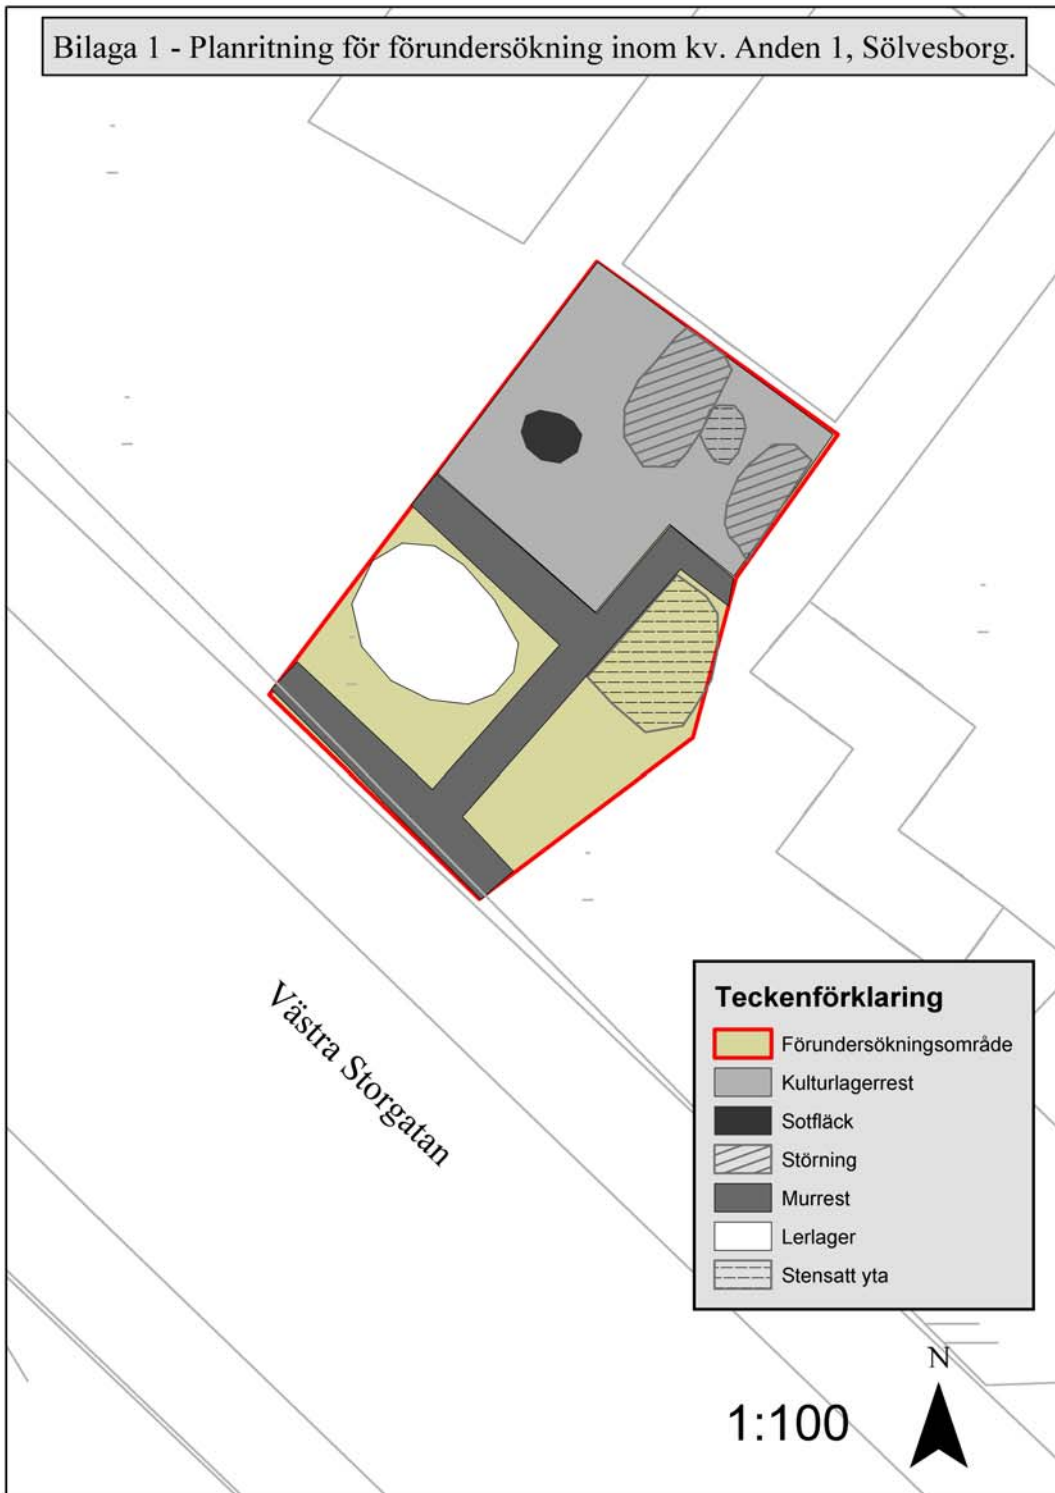 Bilaga 1 - Planritning för förundersökning inom kv. Anden 1, Sölvesborg.
Västra Storgatan
Teckenförklaring
Förundersökningsområde
Kulturlagerrest
Sotfläck
Störning
Murrest
Lerlager
Stensatt yta
N
1:100